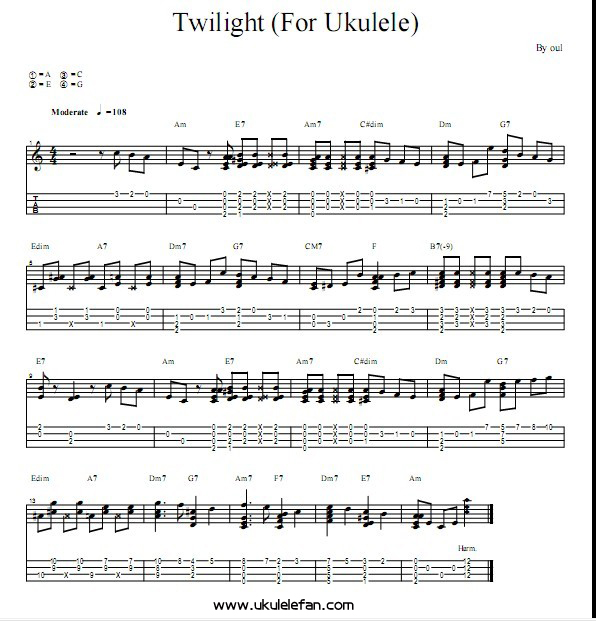 Twilight (For Ukulele)
By oul
① = A ③ = C
② = E ④ = G
Moderate ♩ = 108
Am E7 Am7 C#dim Dm G7
Edim A7 Dm7 G7 CM7 F B7(-9)
E7 Am E7 Am7 C#dim Dm G7
Edim A7 Dm7 G7 Am7 F7 Dm7 E7 Am
Harm.
www.ukulelefan.com